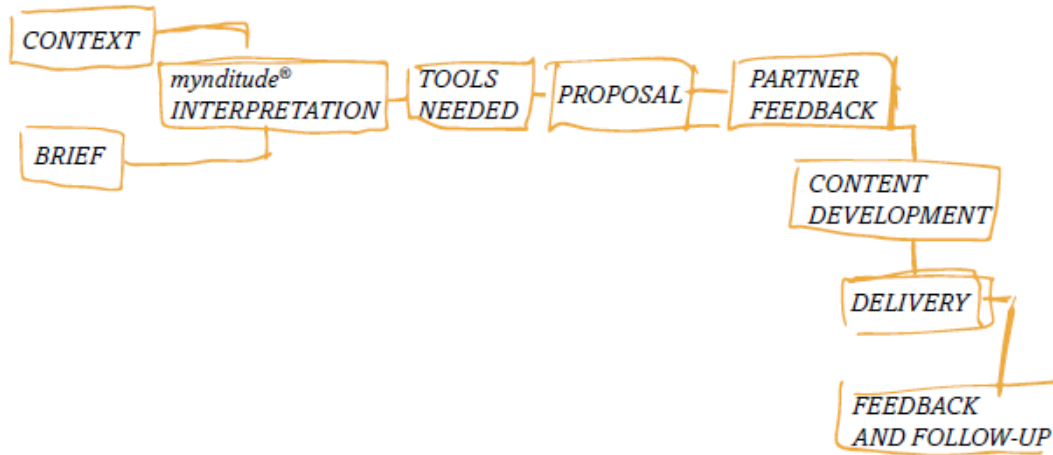 CONTEXT
mynditude®
INTERPRETATION
BRIEF
TOOLS
NEEDED
PROPOSAL
PARTNER
FEEDBACK
CONTENT
DEVELOPMENT
DELIVERY
FEEDBACK
AND FOLLOW-UP